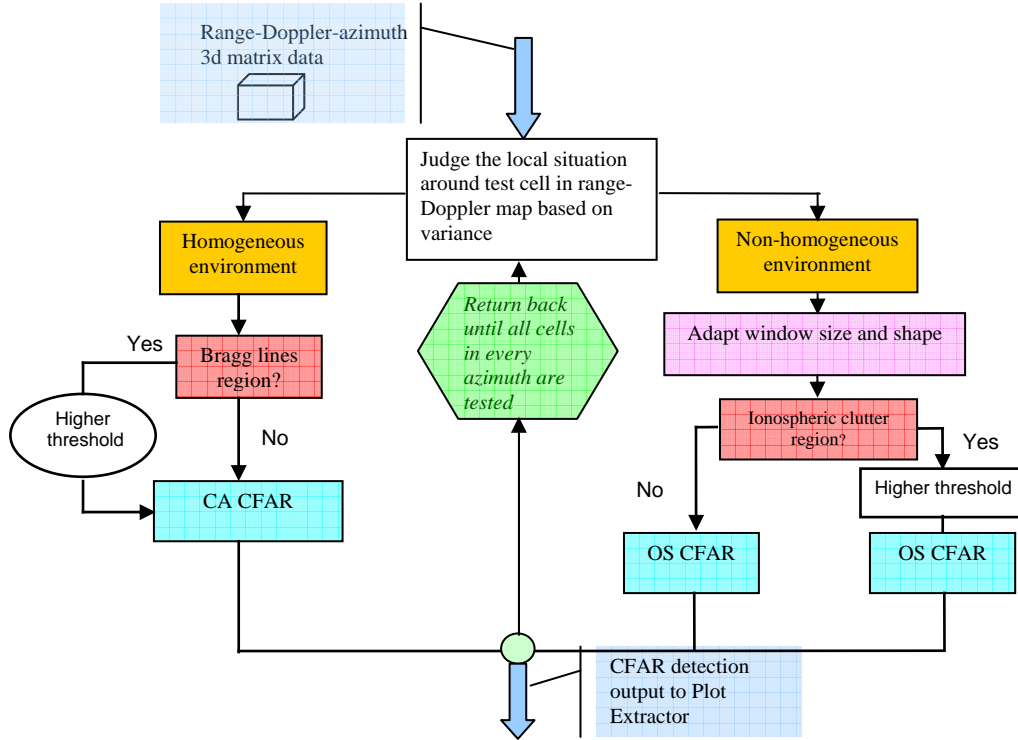 Range-Doppler-azimuth
3d matrix data
Judge the local situation
around test cell in range-
Doppler map based on
variance
Homogeneous
environment
Non-homogeneous
environment
Return back
until all cells
in every
azimuth are
tested
Adapt window size and shape
Yes
Bragg lines
region?
Higher
threshold
No
Ionospheric clutter
region?
Yes
No
Higher threshold
CA CFAR
OS CFAR
OS CFAR
CFAR detection
output to Plot
Extractor